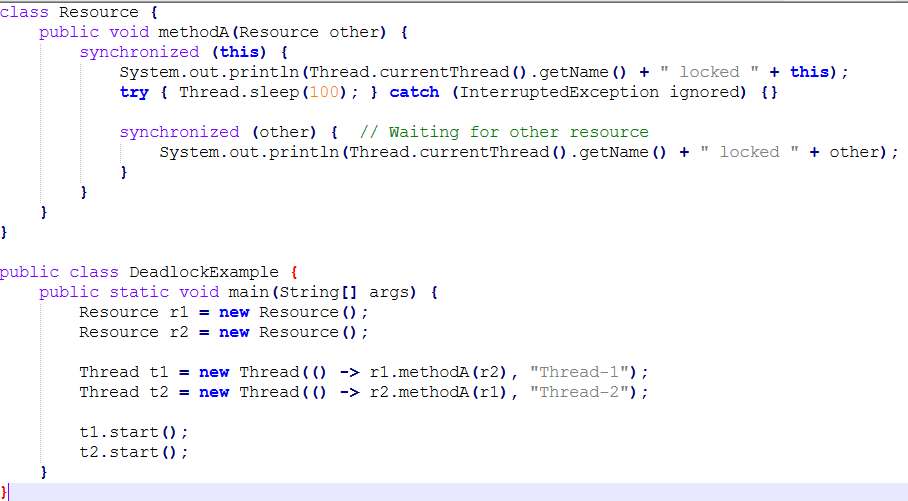 class Resource {
    public void methodA(Resource other) {
        synchronized (this) {
            System.out.println(Thread.currentThread().getName() + " locked " + this);
            try { Thread.sleep(100); } catch (InterruptedException ignored) {}

            synchronized (other) {  // Waiting for other resource
                System.out.println(Thread.currentThread().getName() + " locked " + other);
            }
        }
    }
}

public class DeadlockExample {
    public static void main(String[] args) {
        Resource r1 = new Resource();
        Resource r2 = new Resource();

        Thread t1 = new Thread(() -> r1.methodA(r2), "Thread-1");
        Thread t2 = new Thread(() -> r2.methodA(r1), "Thread-2");

        t1.start();
        t2.start();
    }
}